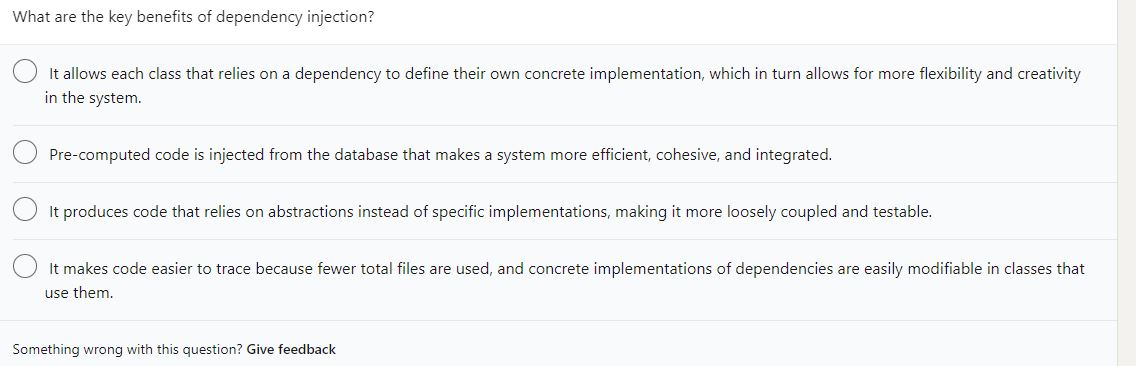 What are the key benefits of dependency injection?
It allows each class that relies on a dependency to define their own concrete implementation, which in turn allows for more flexibility and creativity
in the system.
Pre-computed code is injected from the database that makes a system more efficient, cohesive, and integrated.
It produces code that relies on abstractions instead of specific implementations, making it more loosely coupled and testable.
It makes code easier to trace because fewer total files are used, and concrete implementations of dependencies are easily modifiable in classes that
use them.
Something wrong with this question? Give feedback